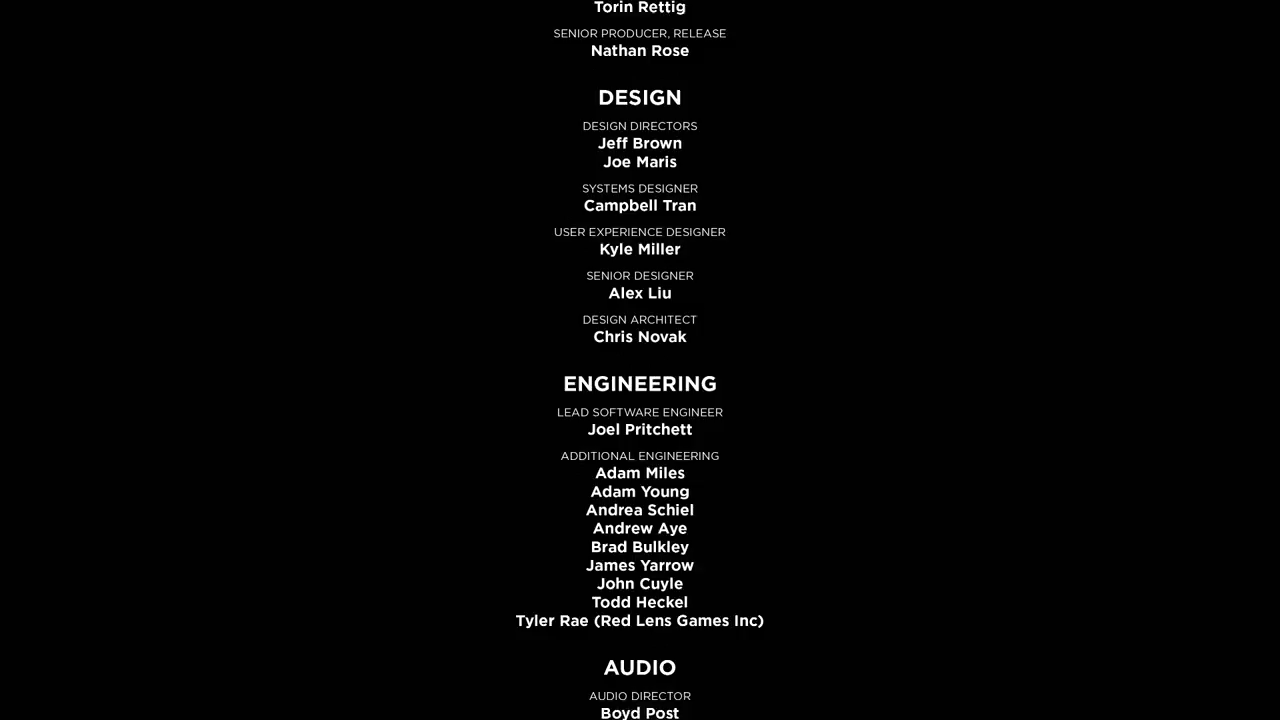 Torin Rettig
SENIOR PRODUCER, RELEASE
Nathan Rose
DESIGN
DESIGN DIRECTORS
Jeff Brown
Joe Maris
SYSTEMS DESIGNER
Campbell Tran
USER EXPERIENCE DESIGNER
Kyle Miller
SENIOR DESIGNER
Alex Liu
DESIGN ARCHITECT
Chris Novak
ENGINEERING
LEAD SOFTWARE ENGINEER
Joel Pritchett
ADDITIONAL ENGINEERING
Adam Miles
Adam Young
Andrea Schiel
Andrew Aye
Brad Bulkley
James Yarrow
John Cuyle
Todd Heckel
Tyler Rae (Red Lens Games Inc)
AUDIO
AUDIO DIRECTOR
Boyd Post